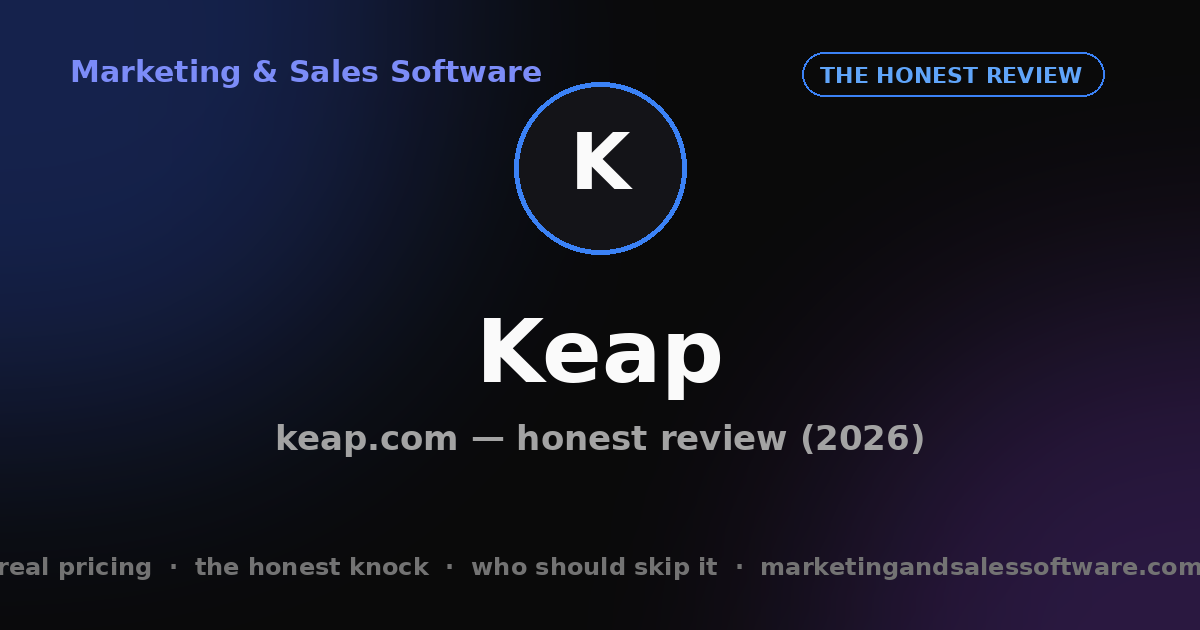 Marketing & Sales Software
THE HONEST REVIEW
K
Keap
keap.com — honest review (2026)
real pricing · the honest knock · who should skip it · marketingandsalessoftware.com